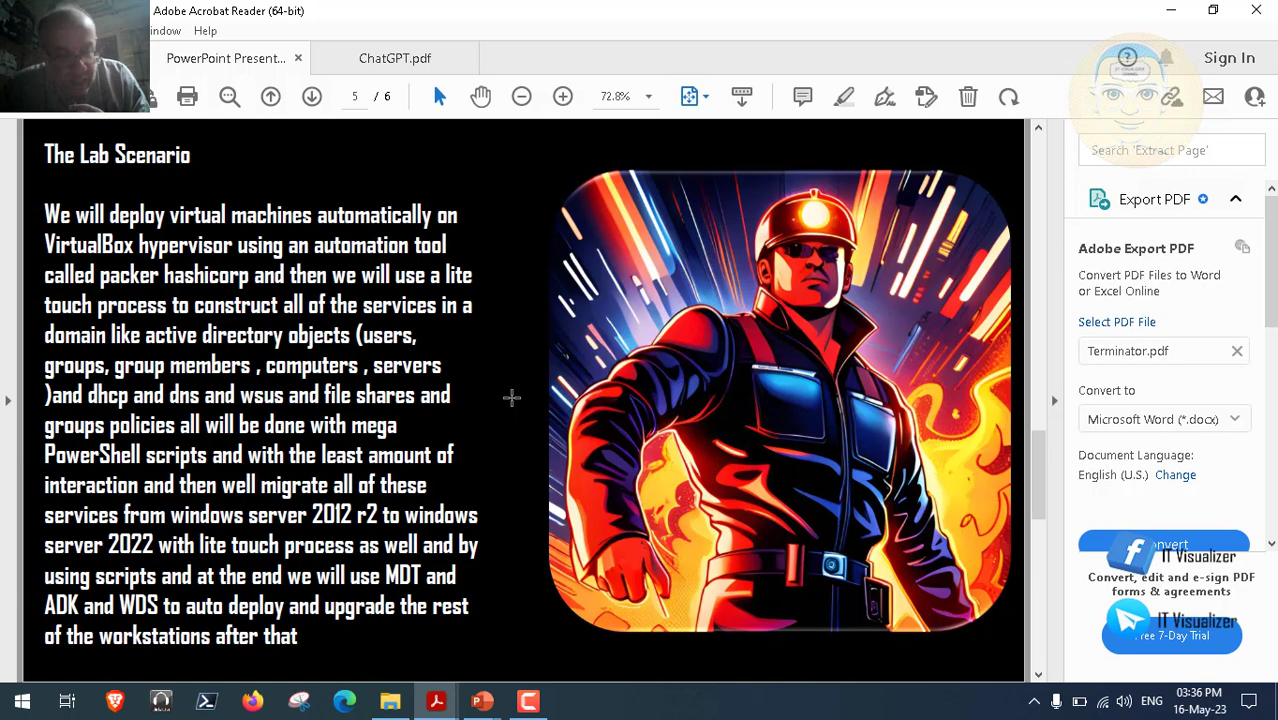 Adobe Acrobat Reader (64-bit)
indow Help
PowerPoint Present... ChatGPT.pdf Sign In
5 / 6 72.8%
Search 'Extract Page'
The Lab Scenario
We will deploy virtual machines automatically on
VirtualBox hypervisor using an automation tool
called packer hashicorp and then we will use a lite
touch process to construct all of the services in a
domain like active directory objects (users,
groups, group members , computers , servers
)and dhcp and dns and wsus and file shares and
groups policies all will be done with mega
PowerShell scripts and with the least amount of
interaction and then well migrate all of these
services from windows server 2012 r2 to windows
server 2022 with lite touch process as well and by
using scripts and at the end we will use MDT and
ADK and WDS to auto deploy and upgrade the rest
of the workstations after that
Export PDF
Adobe Export PDF
Convert PDF Files to Word
or Excel Online
Select PDF File
Terminator.pdf
Convert to
Microsoft Word (*.docx)
Document Language:
English (U.S.) Change
IT Visualizer
Convert, edit and e-sign PDF
forms & agreements
IT Visualizer
Free 7-Day Trial
ENG
03:36 PM
16-May-23